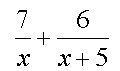 7/x + 6/(x + 5)